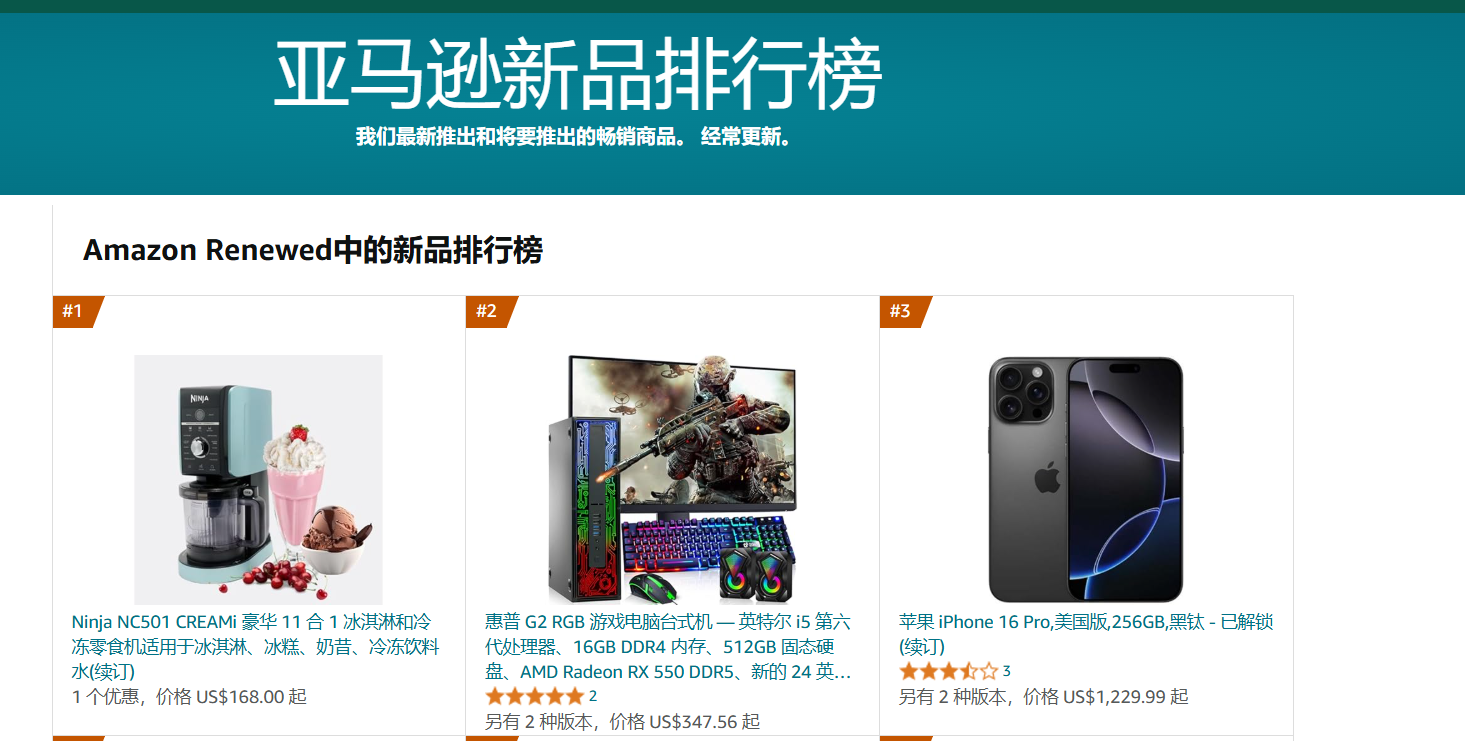 亚马逊新品排行榜
我们最新推出和将要推出的畅销商品。 经常更新。
Amazon Renewed中的新品排行榜
#1
#2
#3
NINJA
Ninja NC501 CREAMi 豪华 11 合 1 冰淇淋和冷
冻零食机适用于冰淇淋、冰糕、奶昔、冷冻饮料
水(续订)
1 个优惠，价格 US$168.00 起
惠普 G2 RGB 游戏电脑台式机 — 英特尔 i5 第六
代处理器、16GB DDR4 内存、512GB 固态硬
盘、AMD Radeon RX 550 DDR5、新的 24 英…
2
另有 2 种版本，价格 US$347.56 起
苹果 iPhone 16 Pro,美国版,256GB,黑钛 - 已解锁
(续订)
3
另有 2 种版本，价格 US$1,229.99 起